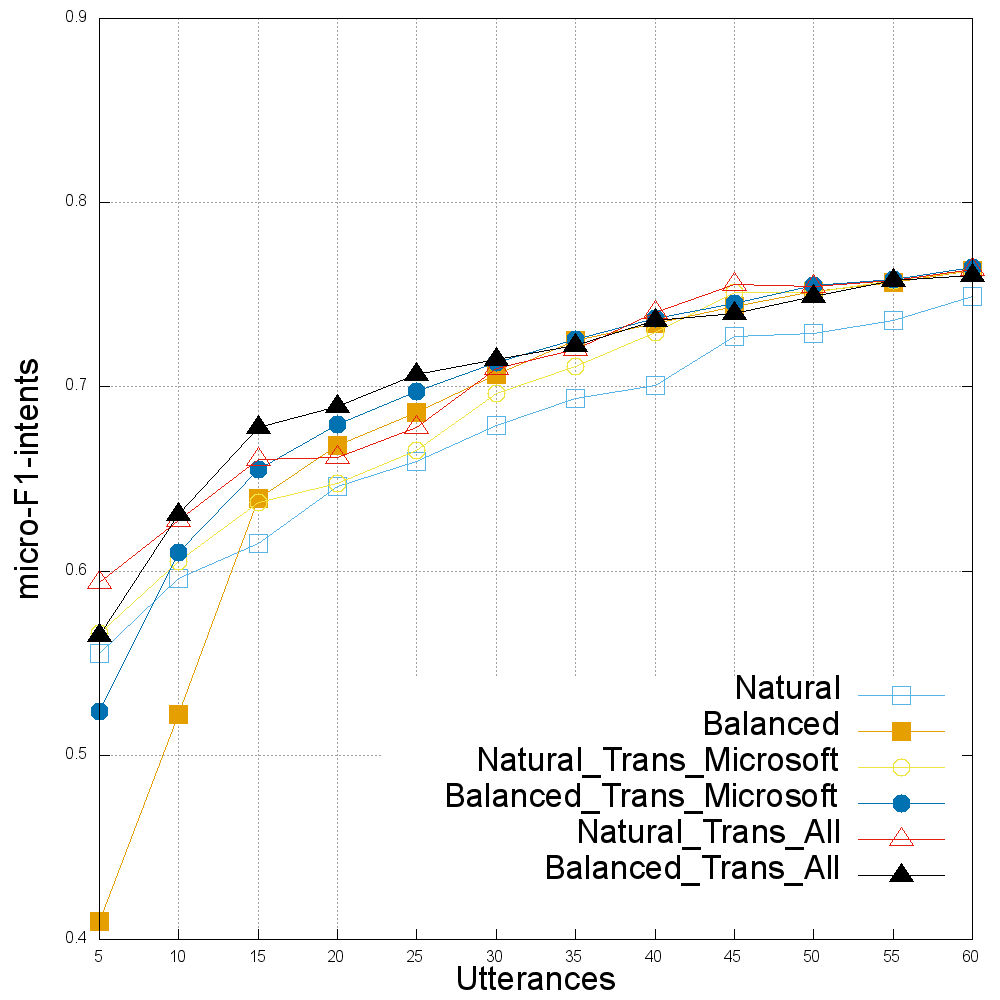 0.9
0.8
0.7
0.6
0.5
0.4
micro-F1-intents
Natural
Balanced
Natural_Trans_Microsoft
Balanced_Trans_Microsoft
Natural_Trans_All
Balanced_Trans_All
5 10 15 20 25 30 35 40 45 50 55 60
Utterances